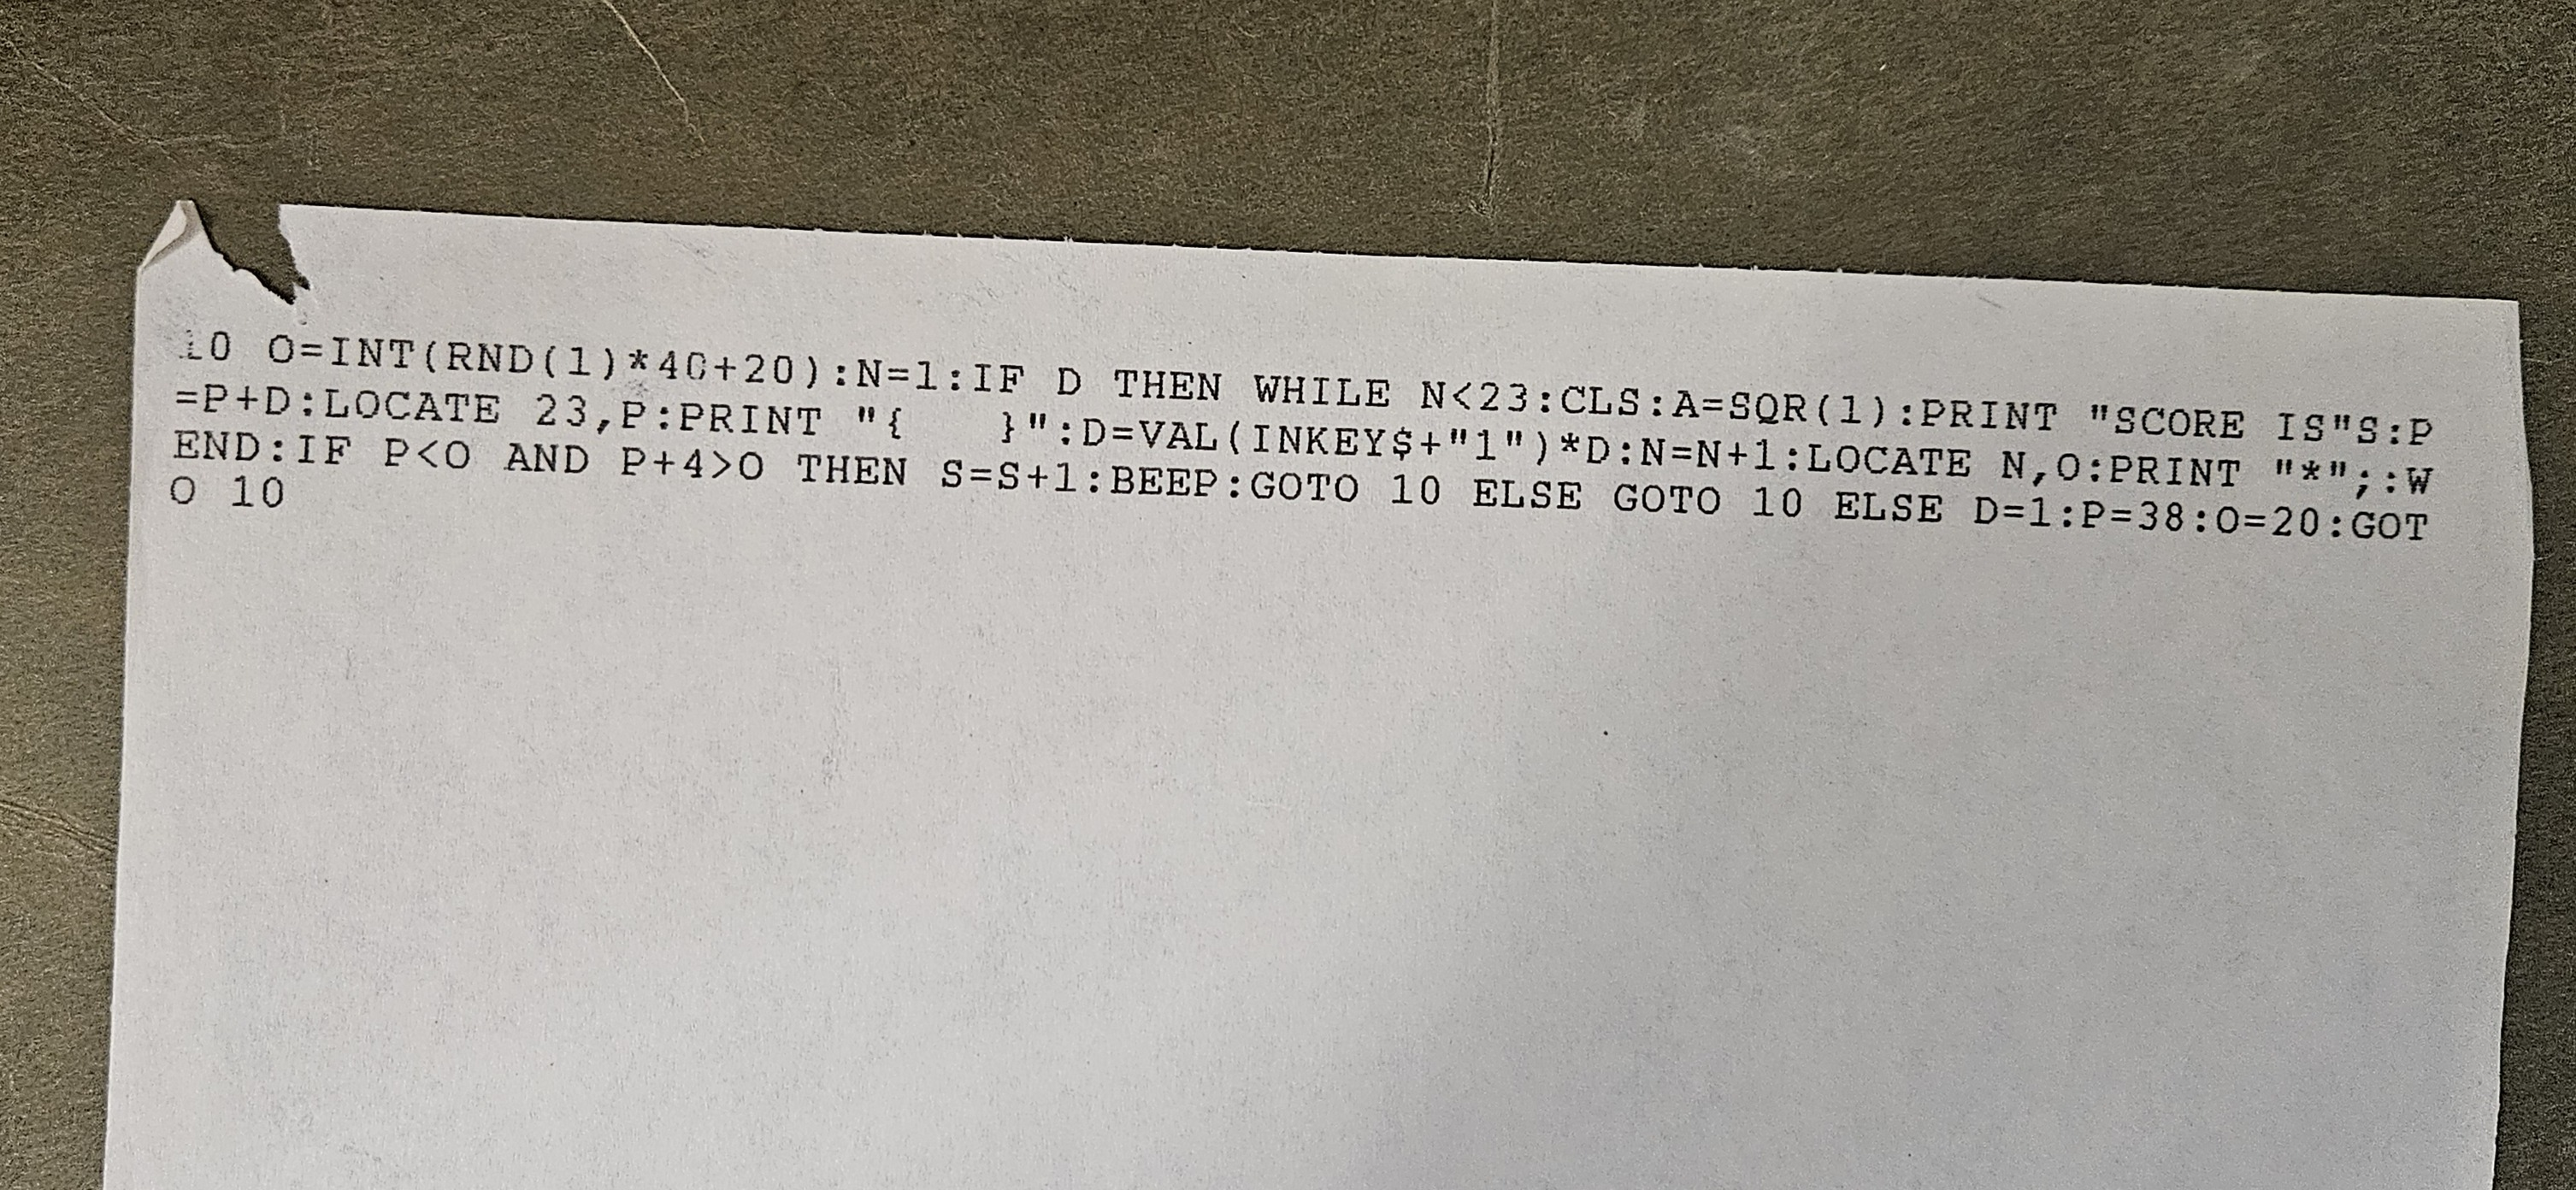 10 O=INT(RND(1)*40+20):N=1:IF D THEN WHILE N<23:CLS:A=SQR(1):PRINT "SCORE IS"S:P
=P+D:LOCATE 23,P:PRINT "{   }":D=VAL(INKEY$+"1")*D:N=N+1:LOCATE N,O:PRINT "*";:W
END:IF P<O AND P+4>O THEN S=S+1:BEEP:GOTO 10 ELSE GOTO 10 ELSE D=1:P=38:O=20:GOT
O 10